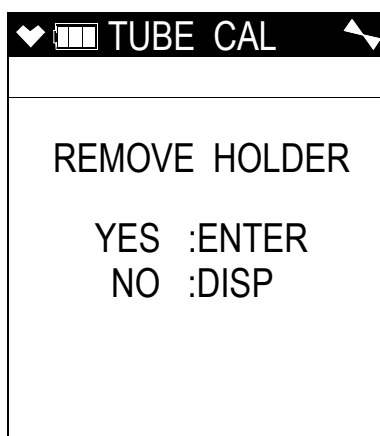 TUBE CAL
REMOVE HOLDER
YES :ENTER
NO :DISP